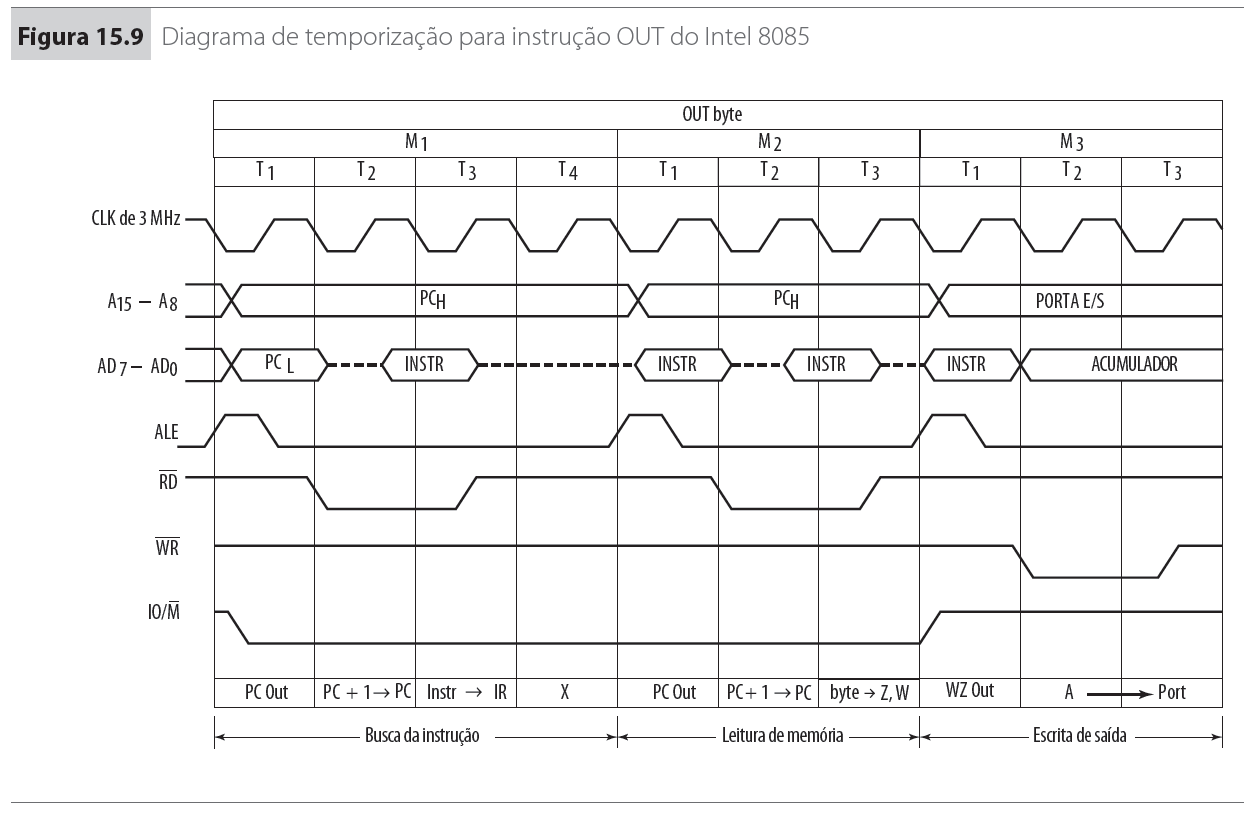 Figura 15.9 Diagrama de temporização para instrução OUT do Intel 8085
OUT byte
M1 M2 M3
T1 T2 T3 T4 T1 T2 T3 T1 T2 T3
CLK de 3 MHz
A15 – A8 PCH PCH PORTA E/S
AD7 – AD0 PCL INSTR INSTR INSTR INSTR ACUMULADOR
ALE
R̅D̅
W̅R̅
IO/M̅
PC Out PC + 1 → PC Instr → IR X PC Out PC + 1 → PC byte → Z, W WZ Out A → Port
Busca da instrução Leitura de memória Escrita de saída